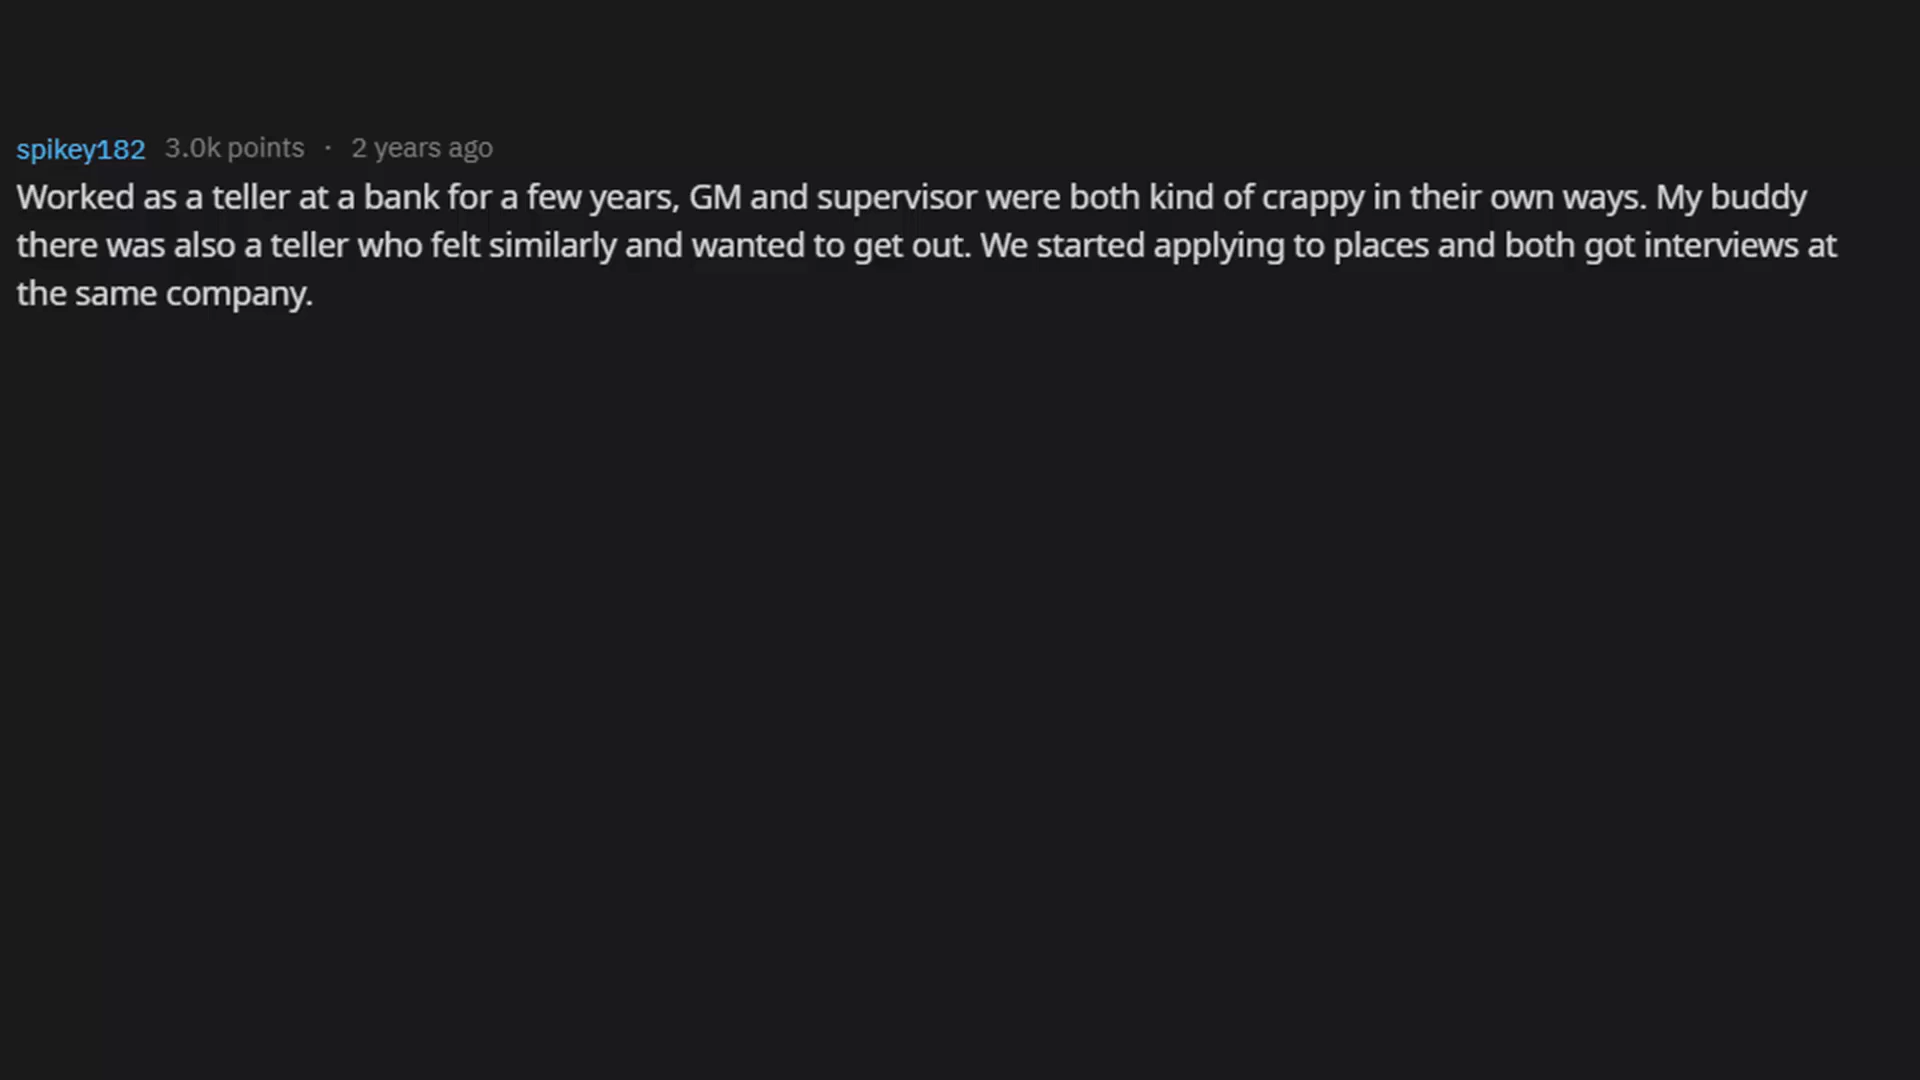 spikey182 3.0k points · 2 years ago
Worked as a teller at a bank for a few years, GM and supervisor were both kind of crappy in their own ways. My buddy
there was also a teller who felt similarly and wanted to get out. We started applying to places and both got interviews at
the same company.